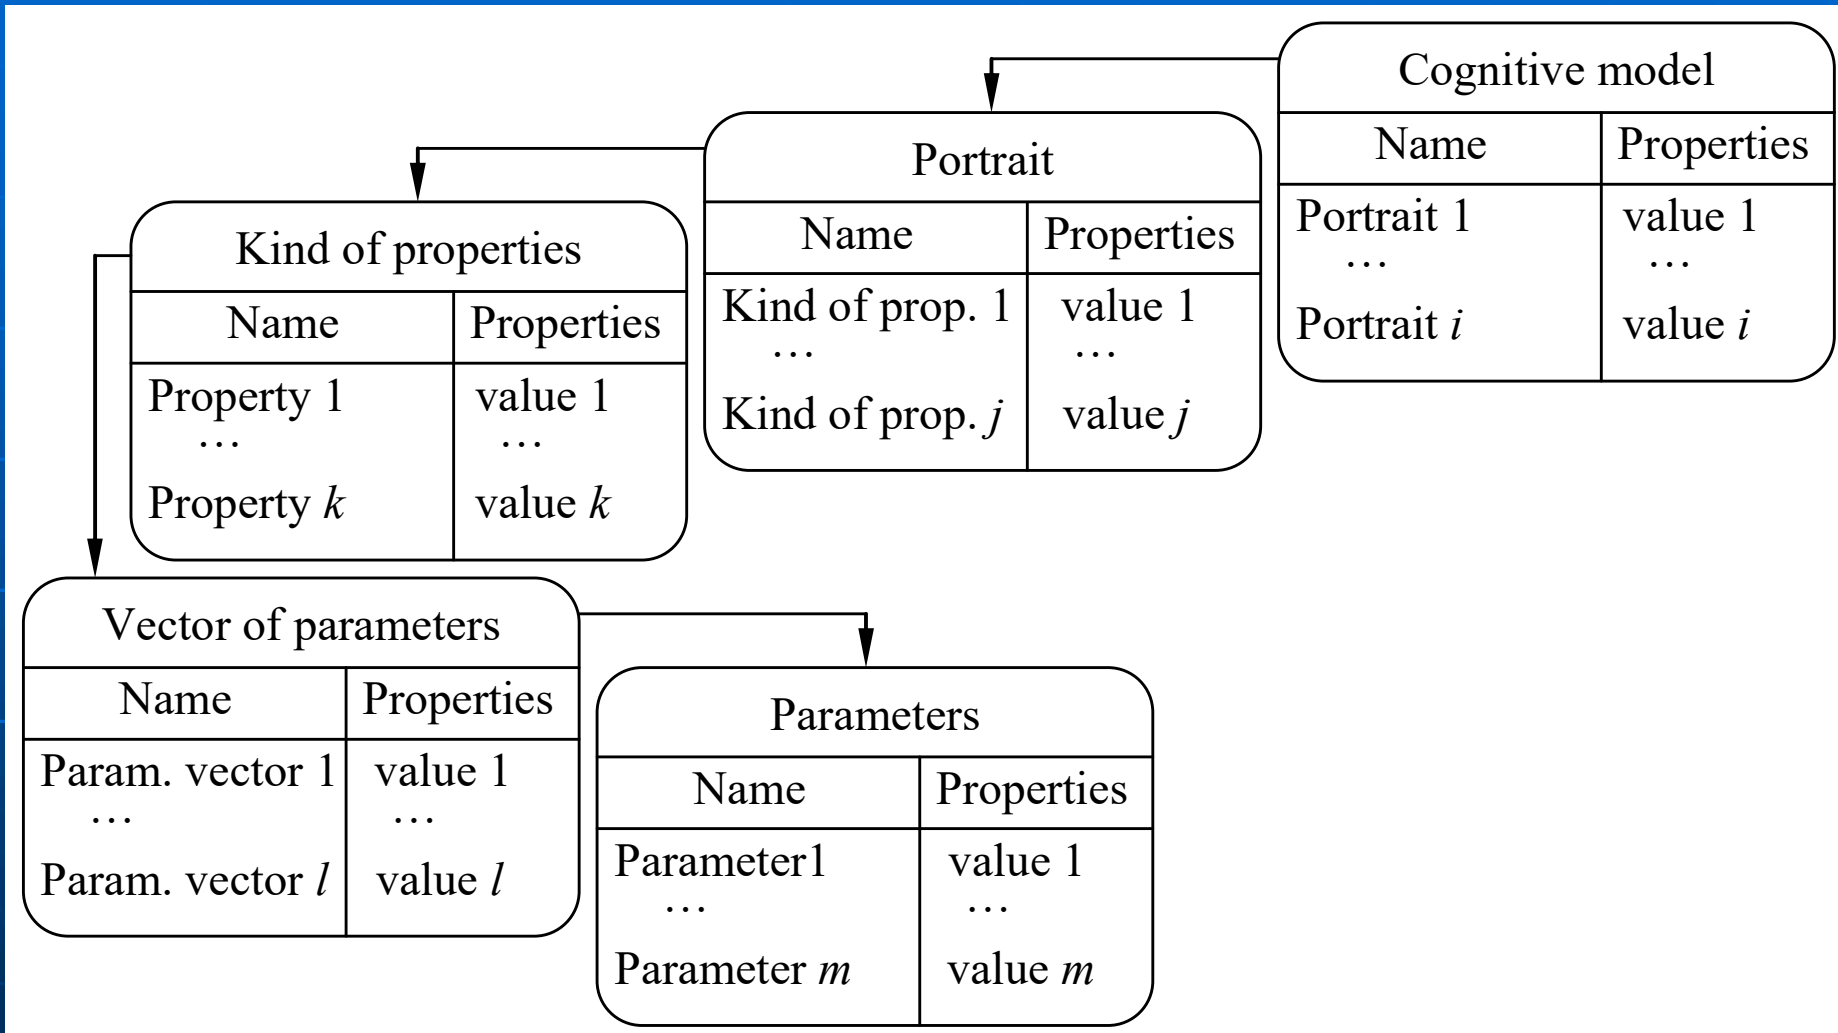 Cognitive model
Name Properties
Portrait 1 value 1
… …
Portrait i value i
Portrait
Name Properties
Kind of prop. 1 value 1
… …
Kind of prop. j value j
Kind of properties
Name Properties
Property 1 value 1
… …
Property k value k
Vector of parameters
Name Properties
Param. vector 1 value 1
… …
Param. vector l value l
Parameters
Name Properties
Parameter1 value 1
… …
Parameter m value m